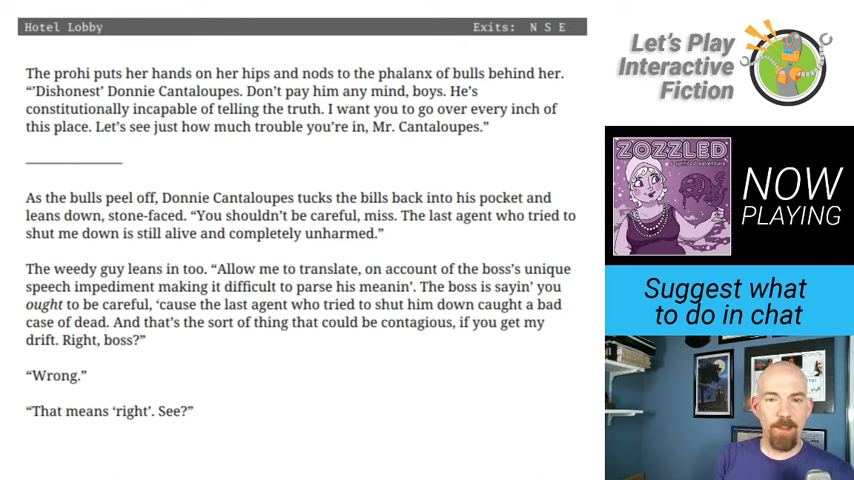 Hotel Lobby Exits: N S E
The prohi puts her hands on her hips and nods to the phalanx of bulls behind her.
“’Dishonest’ Donnie Cantaloupes. Don’t pay him any mind, boys. He’s
constitutionally incapable of telling the truth. I want you to go over every inch of
this place. Let’s see just how much trouble you’re in, Mr. Cantaloupes.”
As the bulls peel off, Donnie Cantaloupes tucks the bills back into his pocket and
leans down, stone-faced. “You shouldn’t be careful, miss. The last agent who tried to
shut me down is still alive and completely unharmed.”
The weedy guy leans in too. “Allow me to translate, on account of the boss’s unique
speech impediment making it difficult to parse his meanin’. The boss is sayin’ you
ought to be careful, ‘cause the last agent who tried to shut him down caught a bad
case of dead. And that’s the sort of thing that could be contagious, if you get my
drift. Right, boss?”
“Wrong.”
“That means ‘right’. See?”
Let’s Play
Interactive
Fiction
ZOZZLED
a spirited adventure
NOW
PLAYING
Suggest what
to do in chat